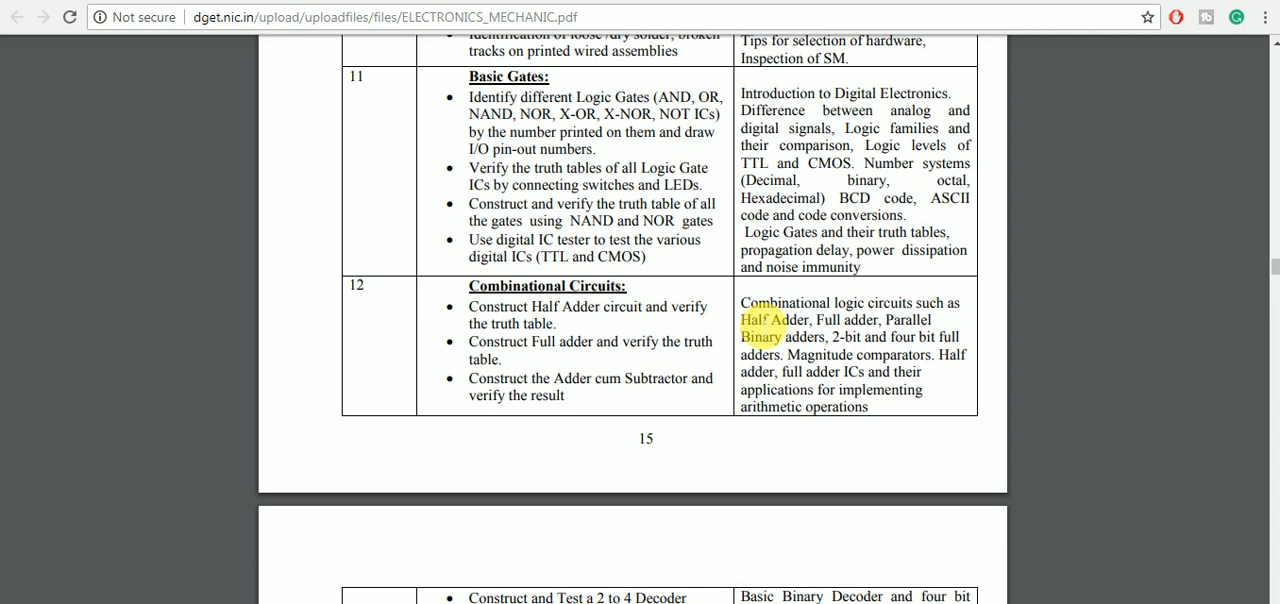 Not secure | dget.nic.in/upload/uploadfiles/files/ELECTRONICS_MECHANIC.pdf
Identification of loose /dry solder, broken
tracks on printed wired assemblies
Tips for selection of hardware,
Inspection of SM.
11
Basic Gates:
• Identify different Logic Gates (AND, OR,
NAND, NOR, X-OR, X-NOR, NOT ICs)
by the number printed on them and draw
I/O pin-out numbers.
• Verify the truth tables of all Logic Gate
ICs by connecting switches and LEDs.
• Construct and verify the truth table of all
the gates using NAND and NOR gates
• Use digital IC tester to test the various
digital ICs (TTL and CMOS)
Introduction to Digital Electronics.
Difference between analog and
digital signals, Logic families and
their comparison, Logic levels of
TTL and CMOS. Number systems
(Decimal, binary, octal,
Hexadecimal) BCD code, ASCII
code and code conversions.
Logic Gates and their truth tables,
propagation delay, power dissipation
and noise immunity
12
Combinational Circuits:
• Construct Half Adder circuit and verify
the truth table.
• Construct Full adder and verify the truth
table.
• Construct the Adder cum Subtractor and
verify the result
Combinational logic circuits such as
Half Adder, Full adder, Parallel
Binary adders, 2-bit and four bit full
adders. Magnitude comparators. Half
adder, full adder ICs and their
applications for implementing
arithmetic operations
15
• Construct and Test a 2 to 4 Decoder
Basic Binary Decoder and four bit